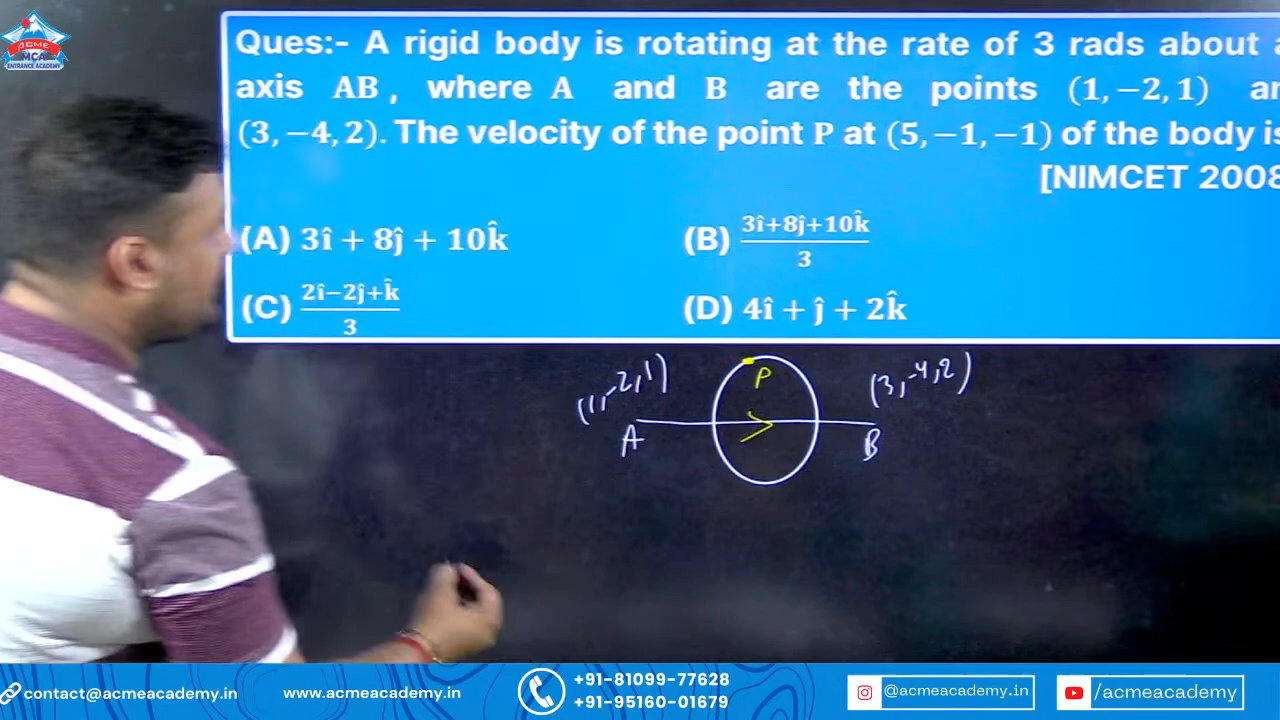 ACME
MCA
ENTRANCE ACADEMY
Ques:- A rigid body is rotating at the rate of 3 rads about
axis AB, where A and B are the points (1,−2,1)
(3,−4,2). The velocity of the point P at (5,−1,−1) of the body is
[NIMCET 2008
(A) 3î + 8ĵ + 10k̂ (B) 3î+8ĵ+10k̂/3
(C) 2î−2ĵ+k̂/3 (D) 4î + ĵ + 2k̂
(1,-2,1) P (3,-4,2)
A B
contact@acmeacademy.in www.acmeacademy.in +91-81099-77628 @acmeacademy.in /acmeacademy
+91-95160-01679